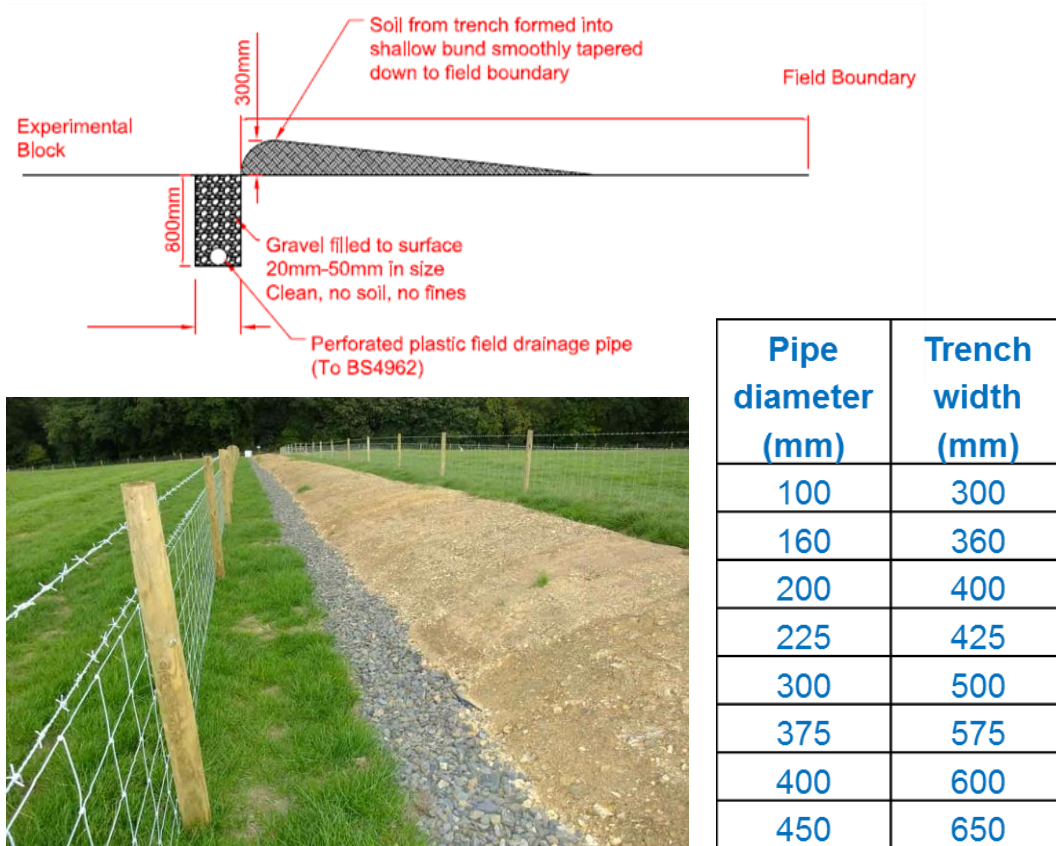 Soil from trench formed into
shallow bund smoothly tapered
down to field boundary
300mm
Field Boundary
Experimental
Block
800mm
Gravel filled to surface
20mm-50mm in size
Clean, no soil, no fines
Perforated plastic field drainage pipe
(To BS4962)
Pipe diameter (mm) Trench width (mm)
100 300
160 360
200 400
225 425
300 500
375 575
400 600
450 650